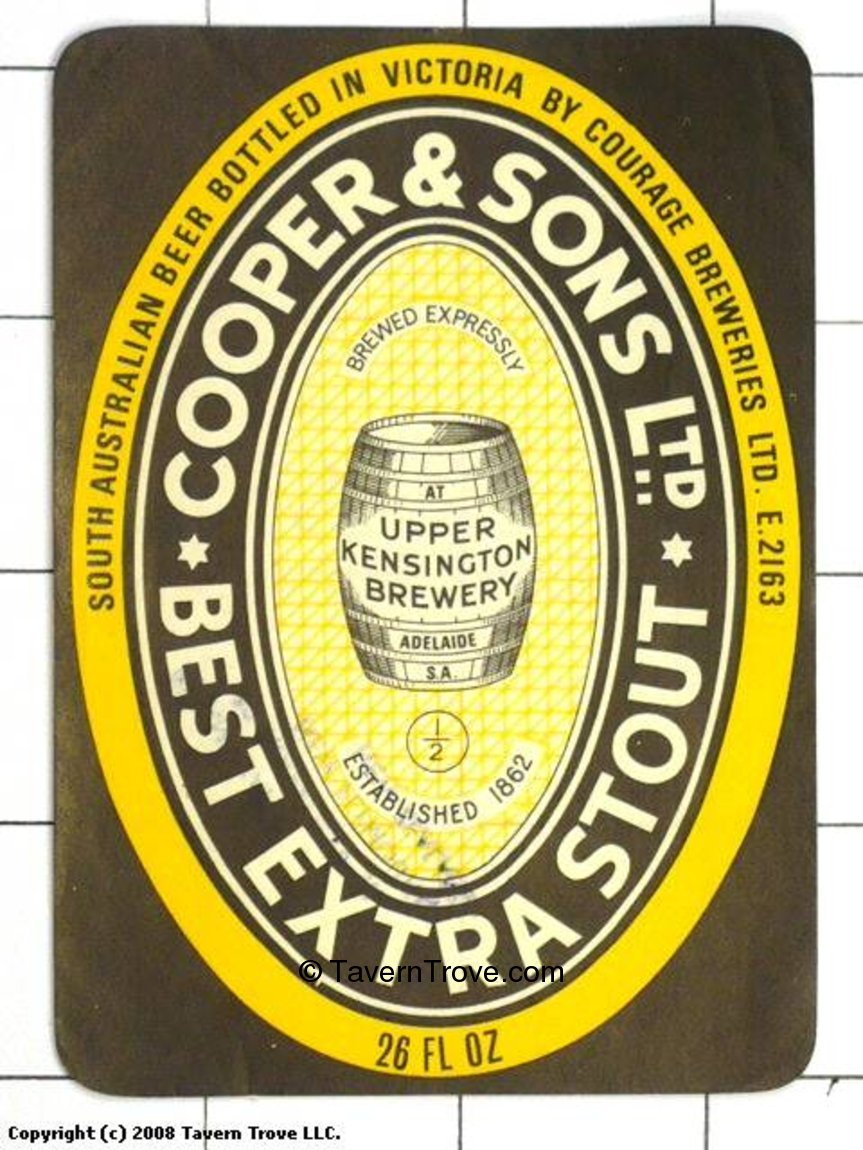 SOUTH AUSTRALIAN BEER BOTTLED IN VICTORIA BY COURAGE BREWERIES LTD. E.2163
COOPER & SONS LTD
BREWED EXPRESSLY
AT
UPPER
KENSINGTON
BREWERY
ADELAIDE
S.A.
1/2
ESTABLISHED 1862
BEST EXTRA STOUT
© TavernTrove.com
26 FL OZ
Copyright (c) 2008 Tavern Trove LLC.